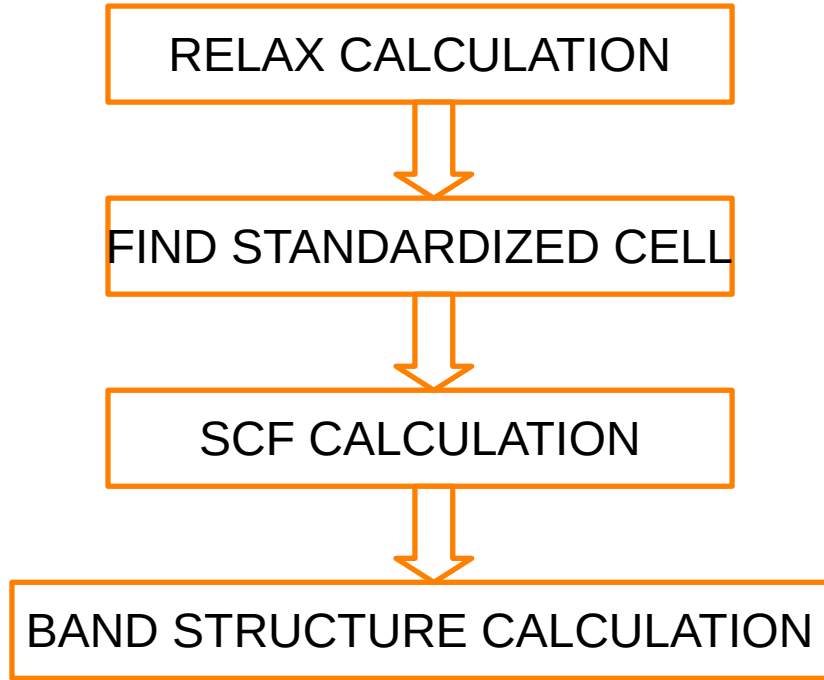 RELAX CALCULATION
FIND STANDARDIZED CELL
SCF CALCULATION
BAND STRUCTURE CALCULATION